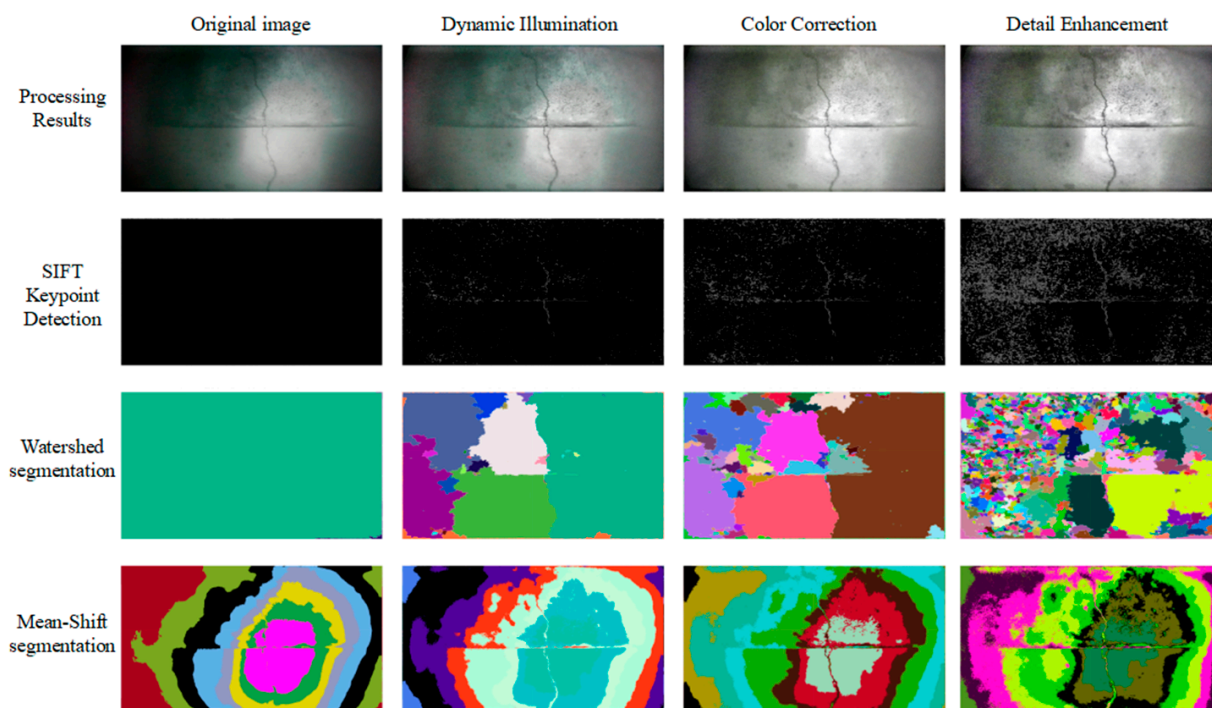 Original image
Dynamic Illumination
Color Correction
Detail Enhancement
Processing
Results
SIFT
Keypoint
Detection
Watershed
segmentation
Mean-Shift
segmentation